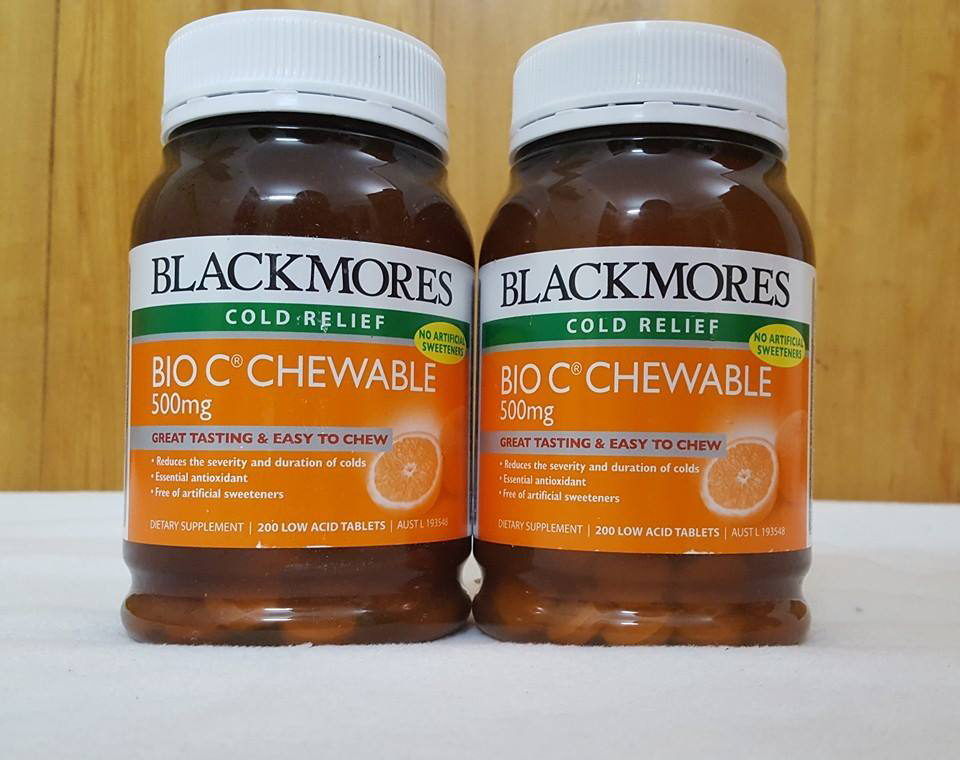 BLACKMORES
COLD RELIEF
NO ARTIFICIAL
SWEETENERS
BIO C® CHEWABLE
500mg
GREAT TASTING & EASY TO CHEW
• Reduces the severity and duration of colds
• Essential antioxidant
• Free of artificial sweeteners
DIETARY SUPPLEMENT | 200 LOW ACID TABLETS | AUST L 193548
BLACKMORES
COLD RELIEF
NO ARTIFICIAL
SWEETENERS
BIO C® CHEWABLE
500mg
GREAT TASTING & EASY TO CHEW
• Reduces the severity and duration of colds
• Essential antioxidant
• Free of artificial sweeteners
DIETARY SUPPLEMENT | 200 LOW ACID TABLETS | AUST L 193548